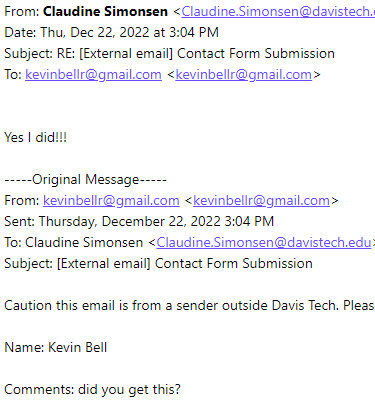 From: Claudine Simonsen <Claudine.Simonsen@davistech.
Date: Thu, Dec 22, 2022 at 3:04 PM
Subject: RE: [External email] Contact Form Submission
To: kevinbellr@gmail.com <kevinbellr@gmail.com>
Yes I did!!!
-----Original Message-----
From: kevinbellr@gmail.com <kevinbellr@gmail.com>
Sent: Thursday, December 22, 2022 3:04 PM
To: Claudine Simonsen <Claudine.Simonsen@davistech.edu>
Subject: [External email] Contact Form Submission
Caution this email is from a sender outside Davis Tech. Pleas
Name: Kevin Bell
Comments: did you get this?